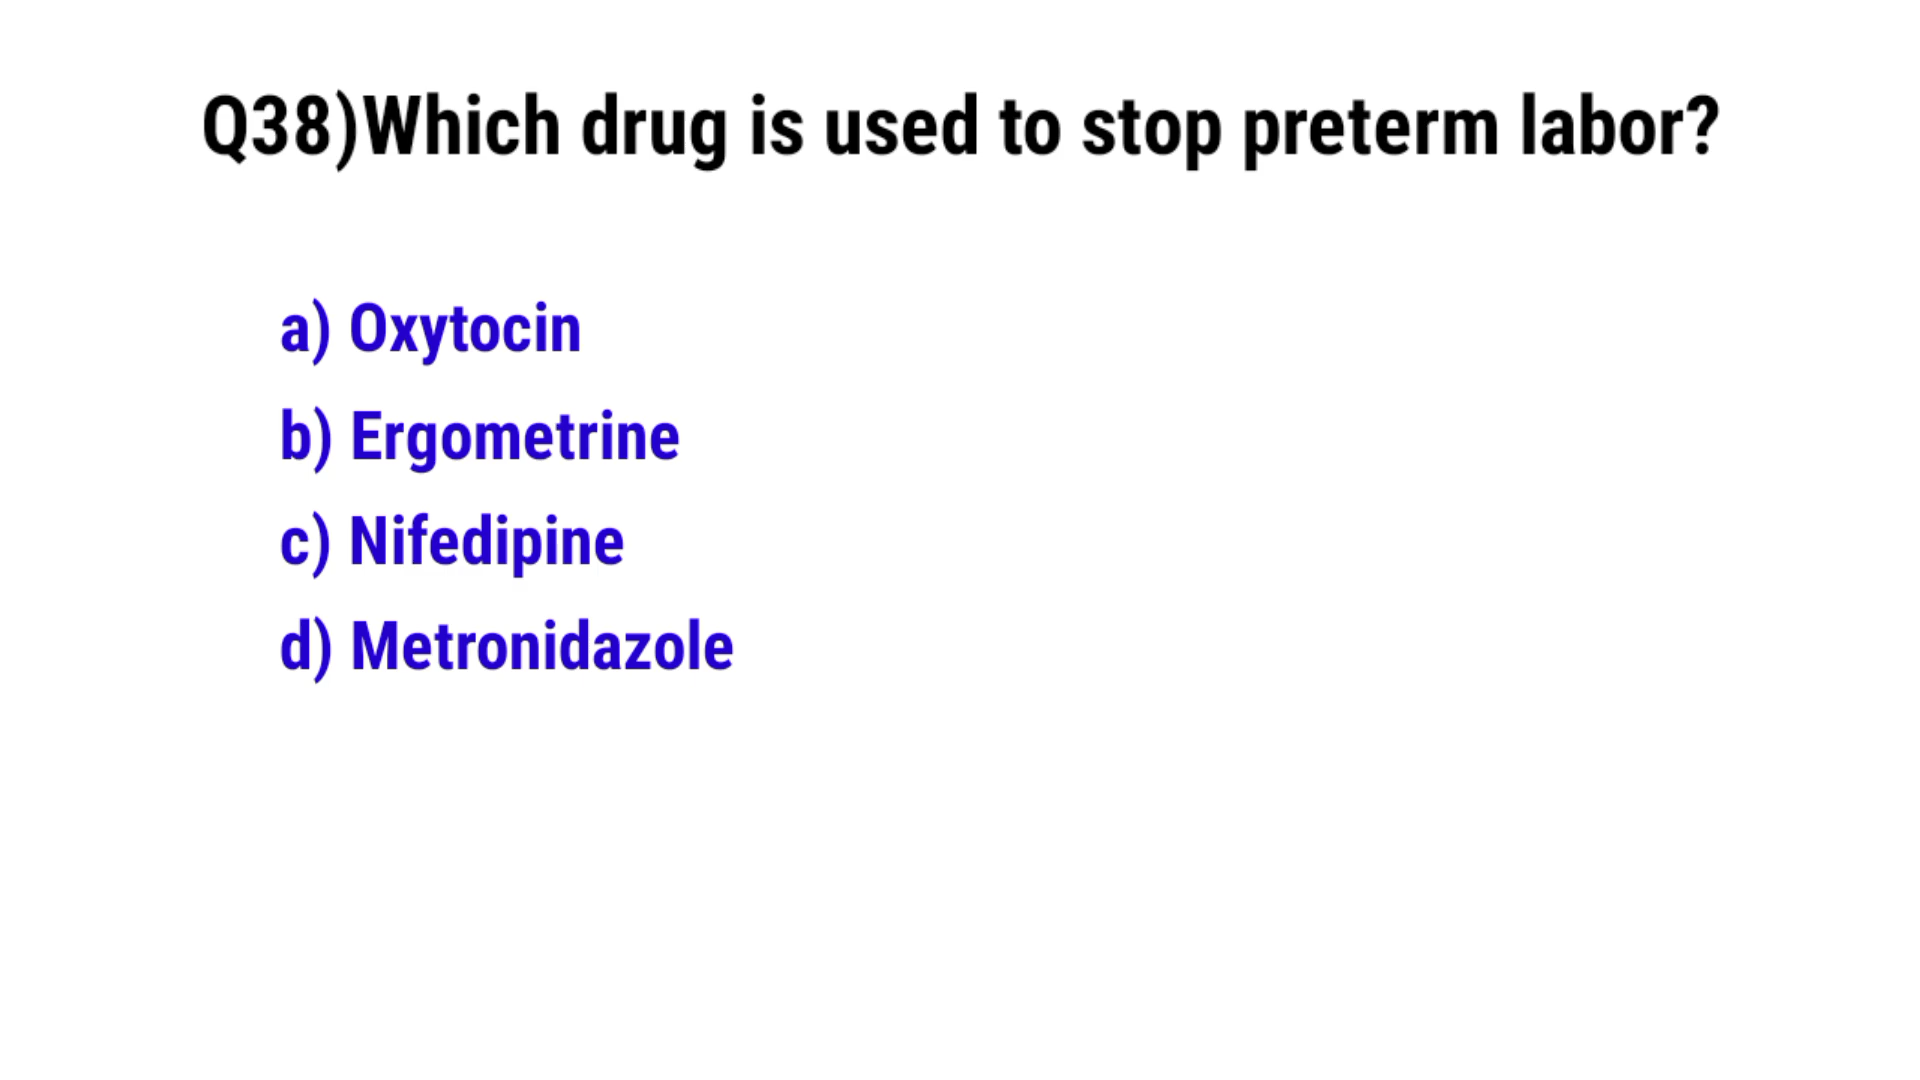 Q38)Which drug is used to stop preterm labor?
a) Oxytocin
b) Ergometrine
c) Nifedipine
d) Metronidazole